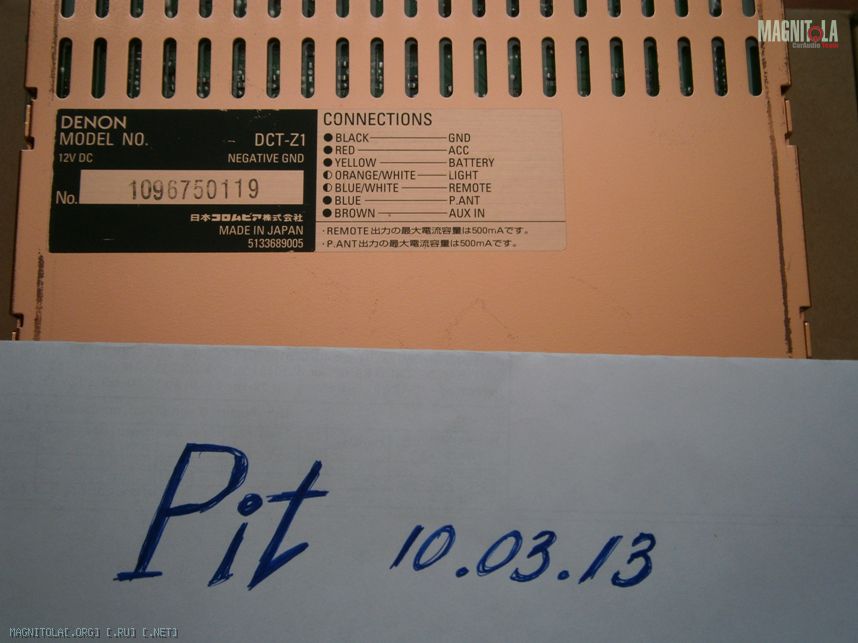 MAGNITOLA
CarAudio Team
DENON
MODEL NO. DCT-Z1
12V DC NEGATIVE GND
No. 1096750119
日本コロムビア株式会社
MADE IN JAPAN
5133689005
CONNECTIONS
●BLACK GND
●RED ACC
●YELLOW BATTERY
◐ORANGE/WHITE LIGHT
◐BLUE/WHITE REMOTE
●BLUE P.ANT
●BROWN AUX IN
・REMOTE出力の最大電流容量は500mAです。
・P.ANT出力の最大電流容量は500mAです。
Pit 10.03.13
MAGNITOLA[.ORG] [.RU] [.NET]